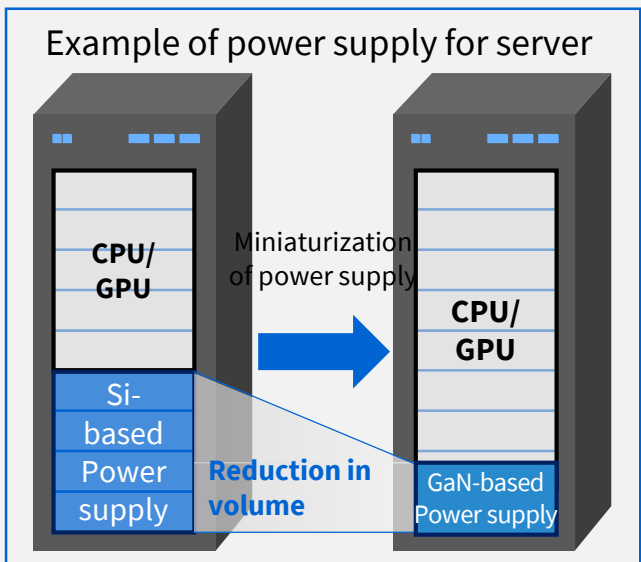 Example of power supply for server
CPU/
GPU
Miniaturization
of power supply
CPU/
GPU
Si-
based
Power
supply
Reduction in
volume
GaN-based
Power supply